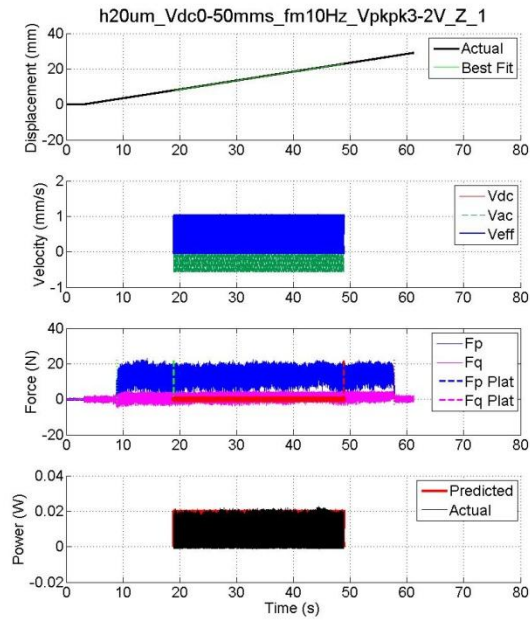 h20um_Vdc0-50mms_fm10Hz_Vpkpk3-2V_Z_1
Displacement (mm)
40
20
0
-20
0 10 20 30 40 50 60 70 80
Actual
Best Fit
Velocity (mm/s)
2
1
0
-1
0 10 20 30 40 50 60 70 80
Vdc
Vac
Veff
Force (N)
40
20
0
-20
0 10 20 30 40 50 60 70 80
Fp
Fq
Fp Plat
Fq Plat
Power (W)
0.04
0.02
0
-0.02
0 10 20 30 40 50 60 70 80
Predicted
Actual
Time (s)